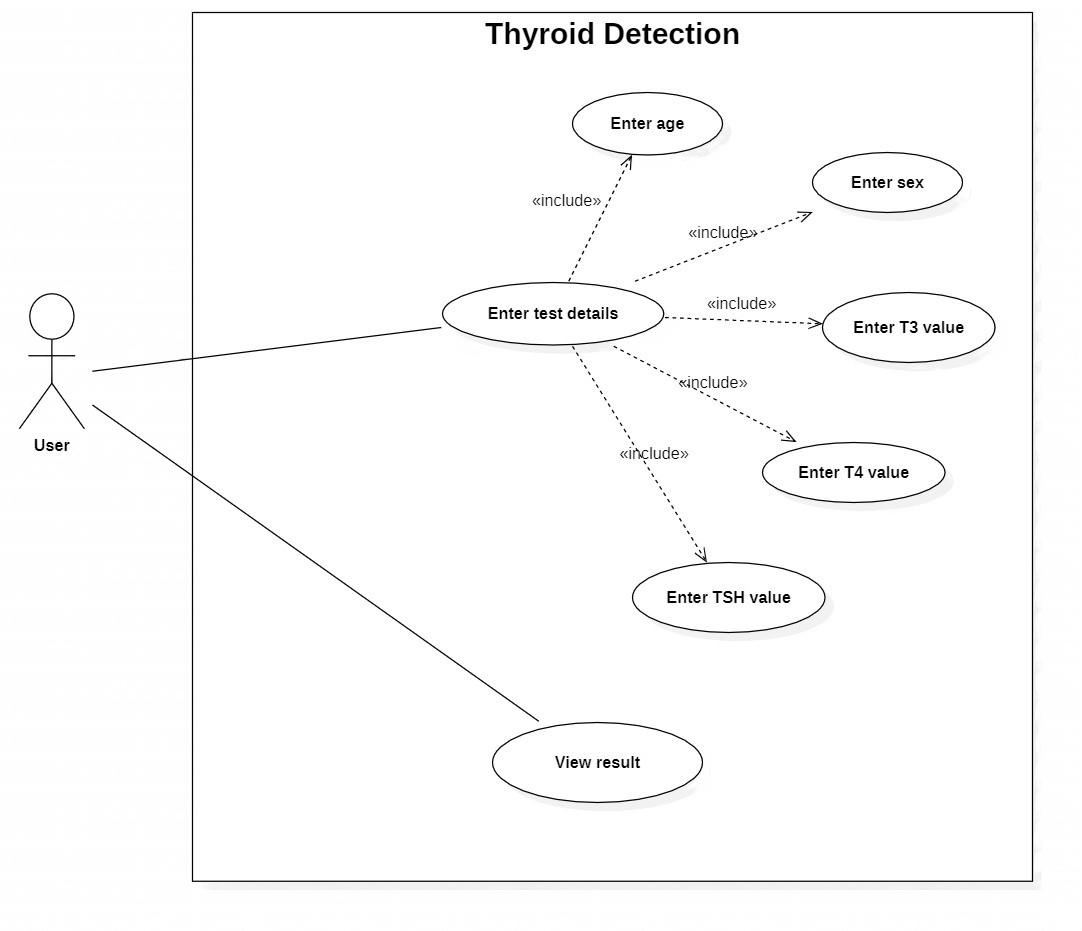 Thyroid Detection
Enter age
Enter sex
«include»
«include»
Enter test details
«include»
Enter T3 value
«include»
User
«include»
Enter T4 value
Enter TSH value
View result